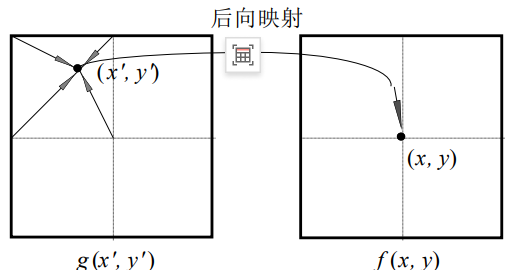 后向映射
(x′, y′)
(x, y)
g(x′, y′)
f(x, y)